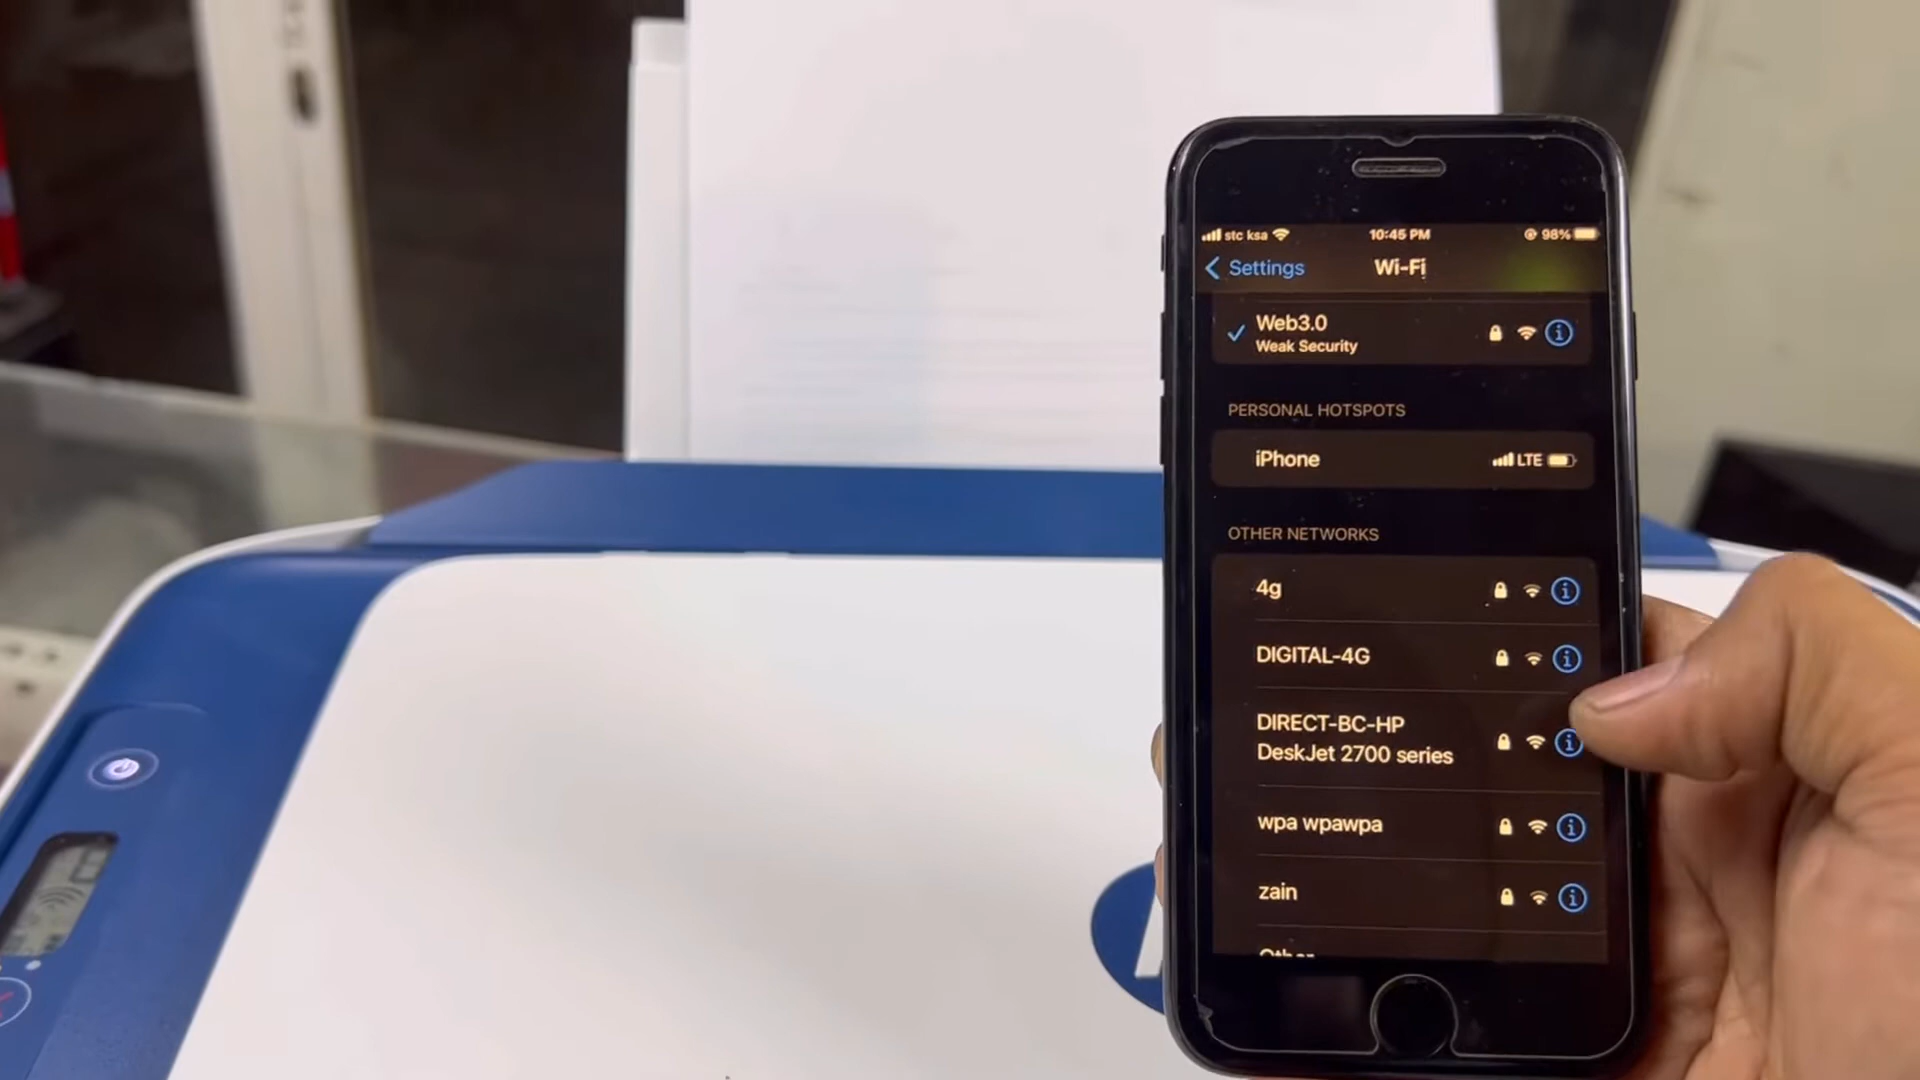 stc ksa
10:45 PM
98%
Settings
Wi-Fi
Web3.0
Weak Security
PERSONAL HOTSPOTS
iPhone
LTE
OTHER NETWORKS
4g
DIGITAL-4G
DIRECT-BC-HP
DeskJet 2700 series
wpa wpawpa
zain
Other